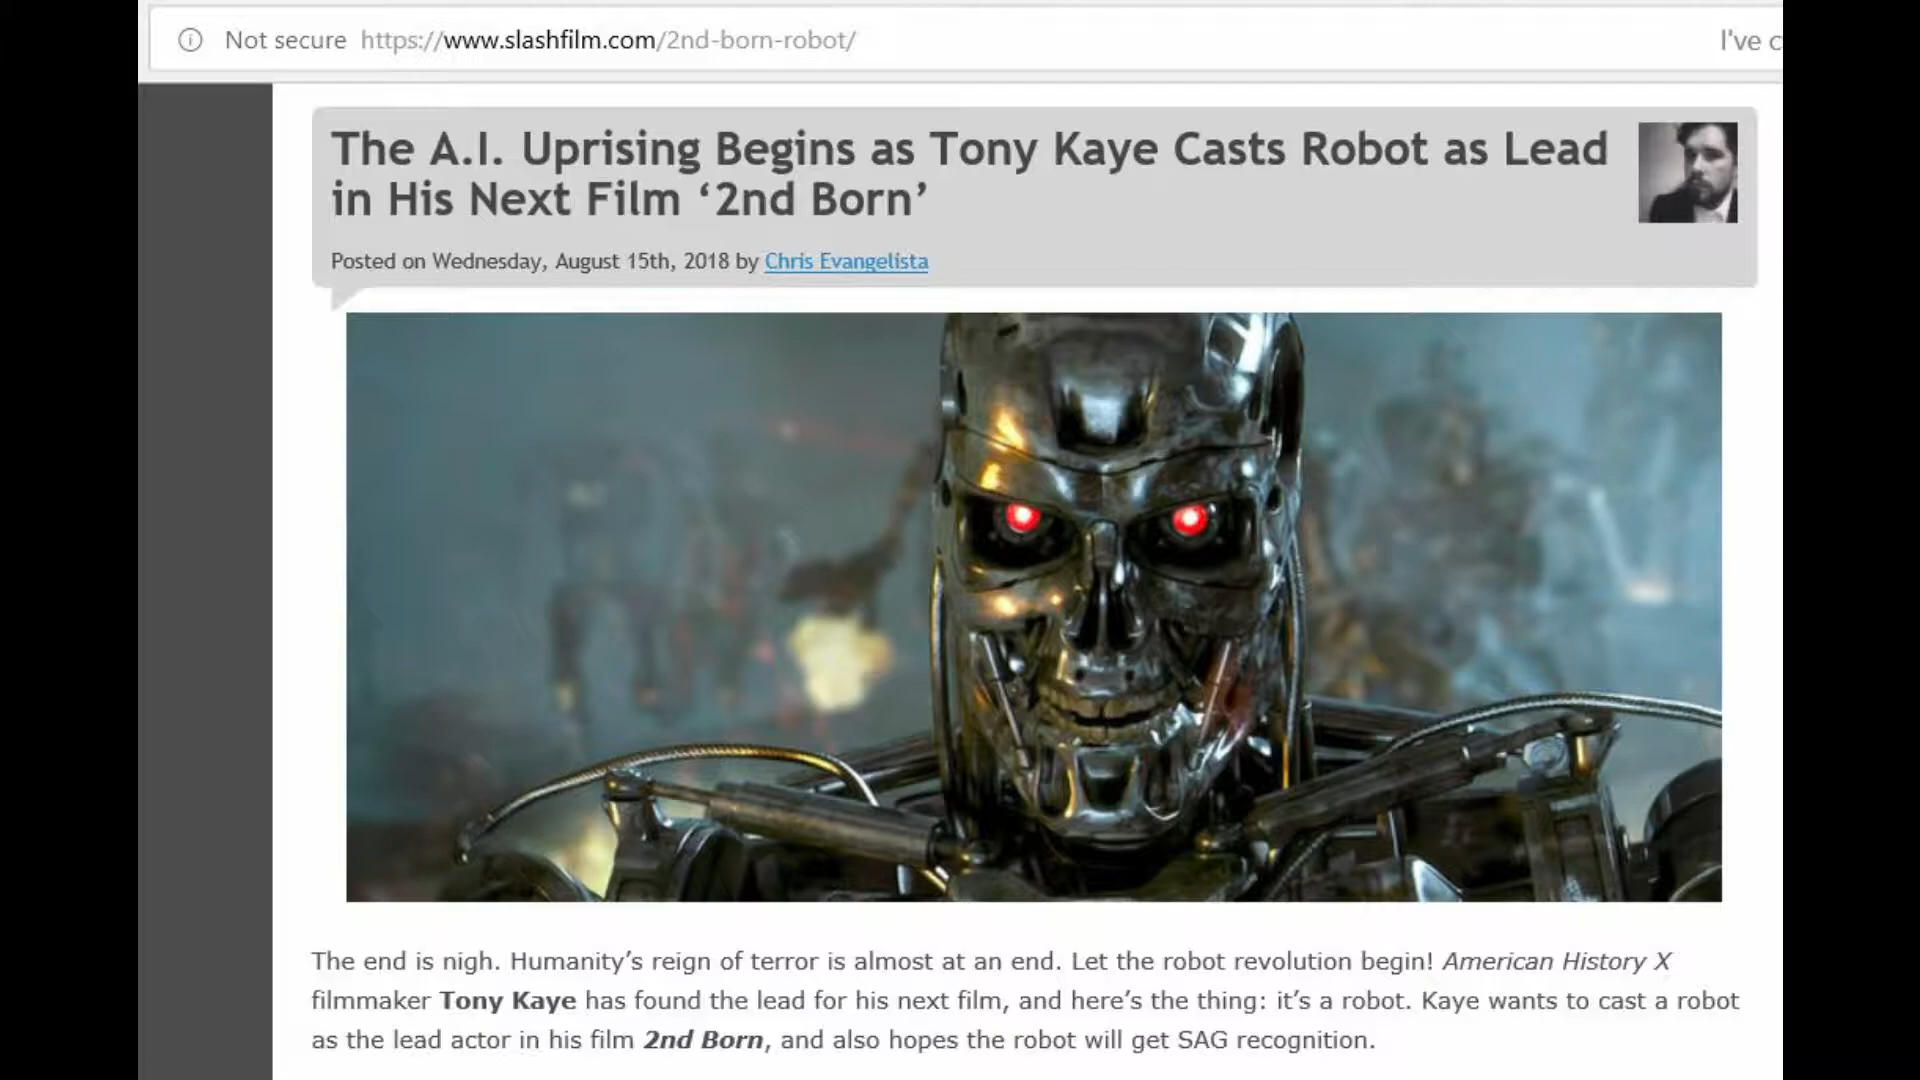 Not secure https://www.slashfilm.com/2nd-born-robot/ I've c
The A.I. Uprising Begins as Tony Kaye Casts Robot as Lead
in His Next Film ‘2nd Born’
Posted on Wednesday, August 15th, 2018 by Chris Evangelista
The end is nigh. Humanity’s reign of terror is almost at an end. Let the robot revolution begin! American History X
filmmaker Tony Kaye has found the lead for his next film, and here’s the thing: it’s a robot. Kaye wants to cast a robot
as the lead actor in his film 2nd Born, and also hopes the robot will get SAG recognition.